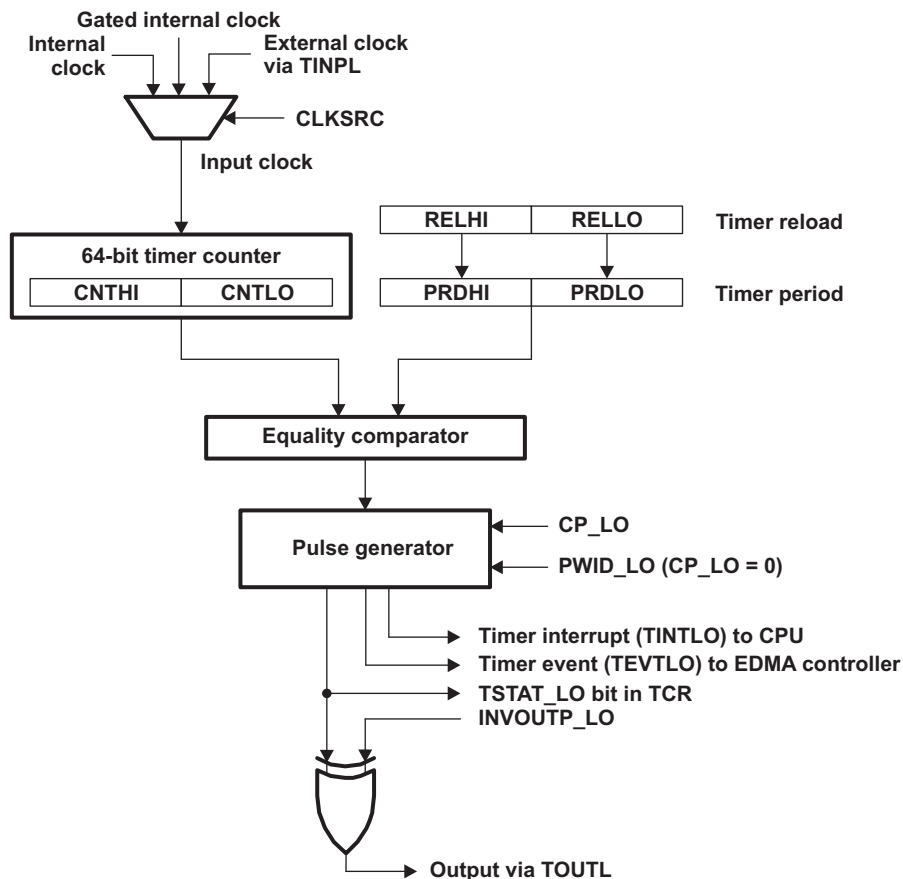 Gated internal clock
Internal
clock
External clock
via TINPL
CLKSRC
Input clock
RELHI RELLO Timer reload
64-bit timer counter
CNTHI CNTLO
PRDHI PRDLO Timer period
Equality comparator
Pulse generator
CP_LO
PWID_LO (CP_LO = 0)
Timer interrupt (TINTLO) to CPU
Timer event (TEVTLO) to EDMA controller
TSTAT_LO bit in TCR
INVOUTP_LO
Output via TOUTL